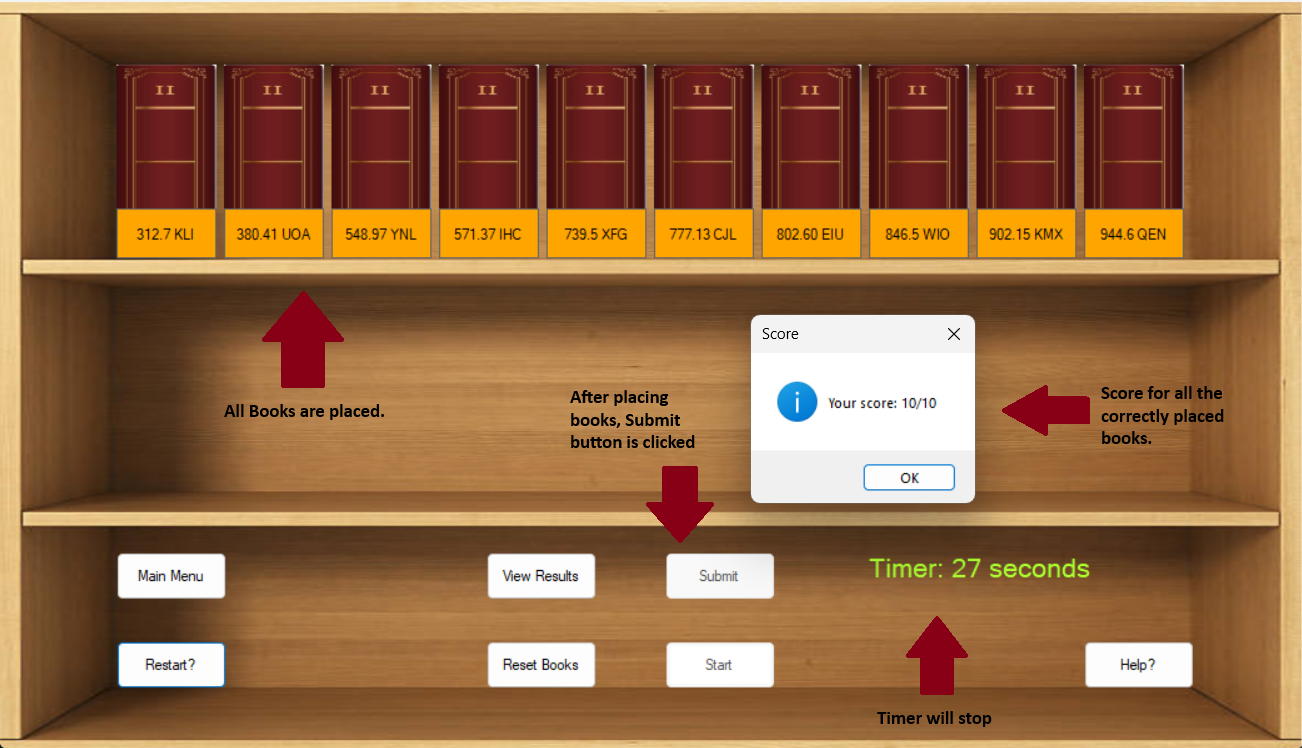 II II II II II II II II II II
312.7 KLI 380.41 UOA 548.97 YNL 571.37 IHC 739.5 XFG 777.13 CJL 802.60 EIU 846.5 WIO 902.15 KMX 944.6 QEN
All Books are placed.
After placing
books, Submit
button is clicked
Score
Your score: 10/10
OK
Score for all the
correctly placed
books.
Main Menu
View Results
Submit
Timer: 27 seconds
Restart?
Reset Books
Start
Help?
Timer will stop